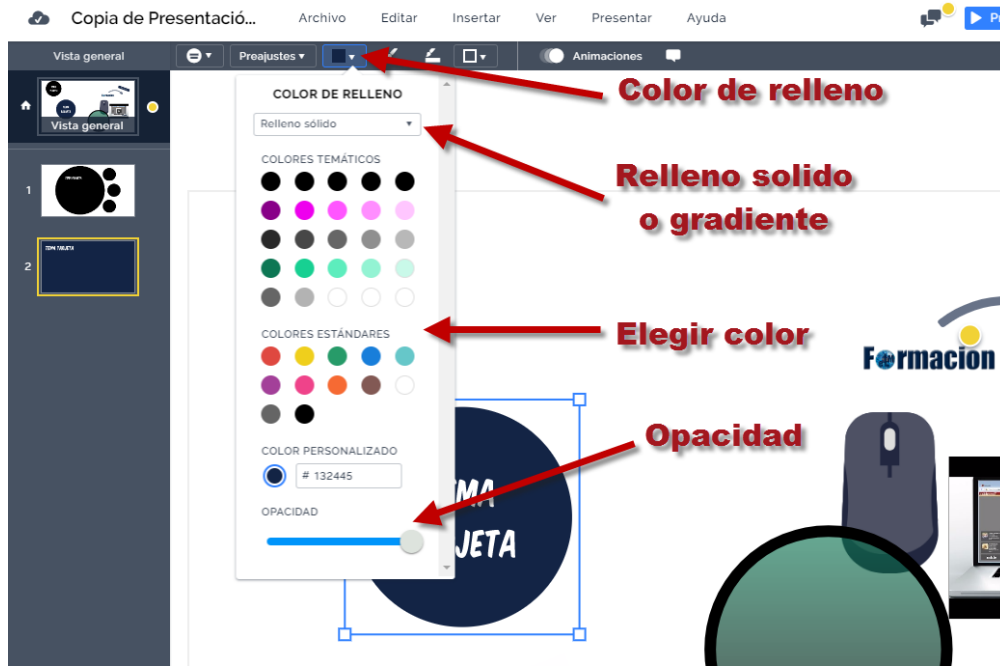 Copia de Presentació...
Archivo
Editar
Insertar
Ver
Presentar
Ayuda
Vista general
Preajustes
Animaciones
COLOR DE RELLENO
Relleno sólido
COLORES TEMÁTICOS
COLORES ESTÁNDARES
COLOR PERSONALIZADO
# 132445
OPACIDAD
Vista general
1
2
TEMA TARJETA
Color de relleno
Relleno solido
o gradiente
Elegir color
Opacidad
Formacion
JETA